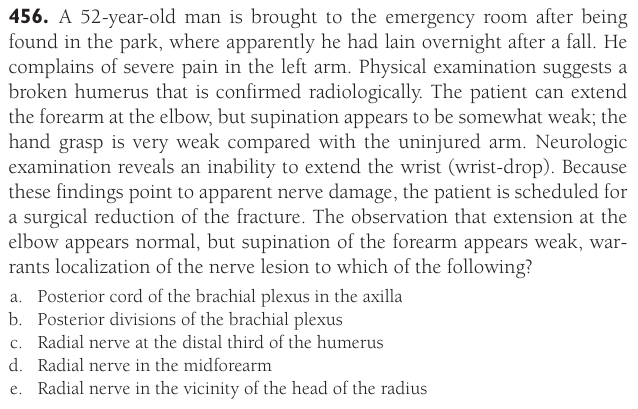 456. A 52-year-old man is brought to the emergency room after being
found in the park, where apparently he had lain overnight after a fall. He
complains of severe pain in the left arm. Physical examination suggests a
broken humerus that is confirmed radiologically. The patient can extend
the forearm at the elbow, but supination appears to be somewhat weak; the
hand grasp is very weak compared with the uninjured arm. Neurologic
examination reveals an inability to extend the wrist (wrist-drop). Because
these findings point to apparent nerve damage, the patient is scheduled for
a surgical reduction of the fracture. The observation that extension at the
elbow appears normal, but supination of the forearm appears weak, war-
rants localization of the nerve lesion to which of the following?
a. Posterior cord of the brachial plexus in the axilla
b. Posterior divisions of the brachial plexus
c. Radial nerve at the distal third of the humerus
d. Radial nerve in the midforearm
e. Radial nerve in the vicinity of the head of the radius